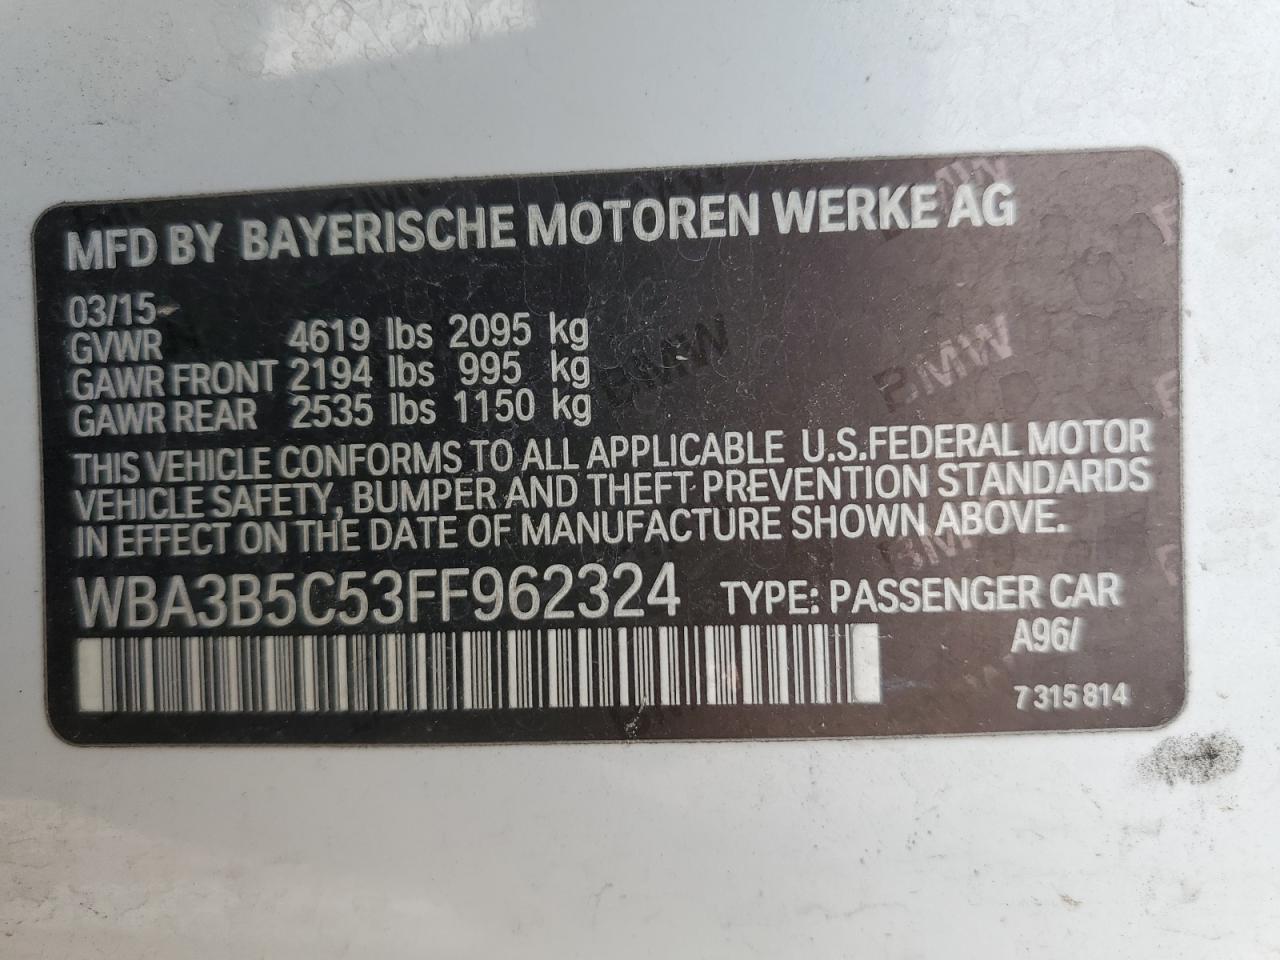 MFD BY BAYERISCHE MOTOREN WERKE AG
03/15
GVWR 4619 lbs 2095 kg
GAWR FRONT 2194 lbs 995 kg
GAWR REAR 2535 lbs 1150 kg
THIS VEHICLE CONFORMS TO ALL APPLICABLE U.S.FEDERAL MOTOR
VEHICLE SAFETY, BUMPER AND THEFT PREVENTION STANDARDS
IN EFFECT ON THE DATE OF MANUFACTURE SHOWN ABOVE.
WBA3B5C53FF962324 TYPE: PASSENGER CAR
A96/
7 315 814